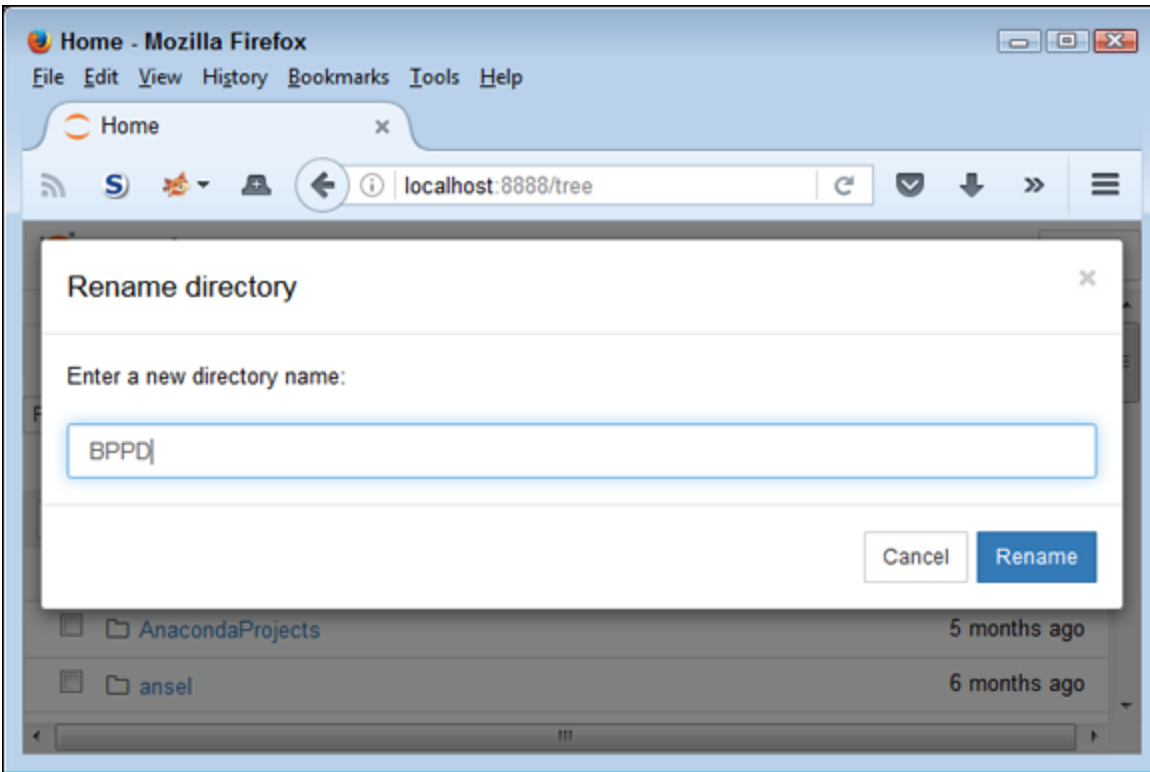 Home - Mozilla Firefox
File Edit View History Bookmarks Tools Help
Home
localhost:8888/tree
Rename directory
Enter a new directory name:
BPPD
Cancel Rename
AnacondaProjects 5 months ago
ansel 6 months ago